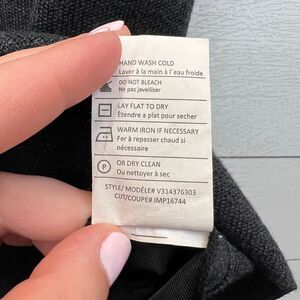 HAND WASH COLD
Laver à la main à l'eau froide
DO NOT BLEACH
Ne pas javelliser
LAY FLAT TO DRY
Étendre a plat pour secher
WARM IRON IF NECESSARY
Fer à repasser chaud si
nécessaire
P
OR DRY CLEAN
Ou nettoyer à sec
STYLE/ MODÈLE# V314376303
CUT/COUPE# IMP16744